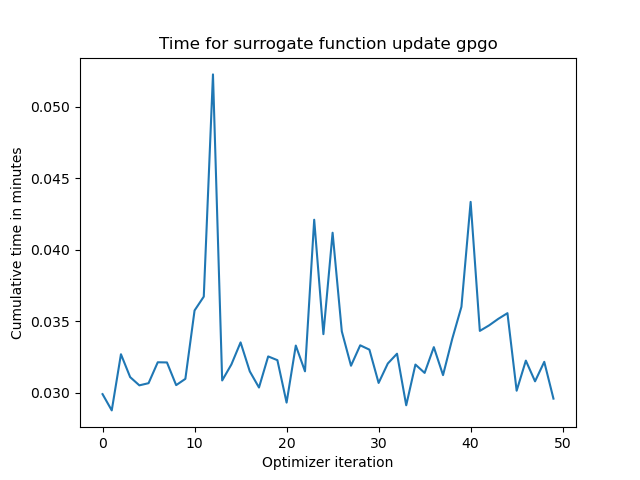 Time for surrogate function update gpgo
Cumulative time in minutes
0.050
0.045
0.040
0.035
0.030
0 10 20 30 40 50
Optimizer iteration